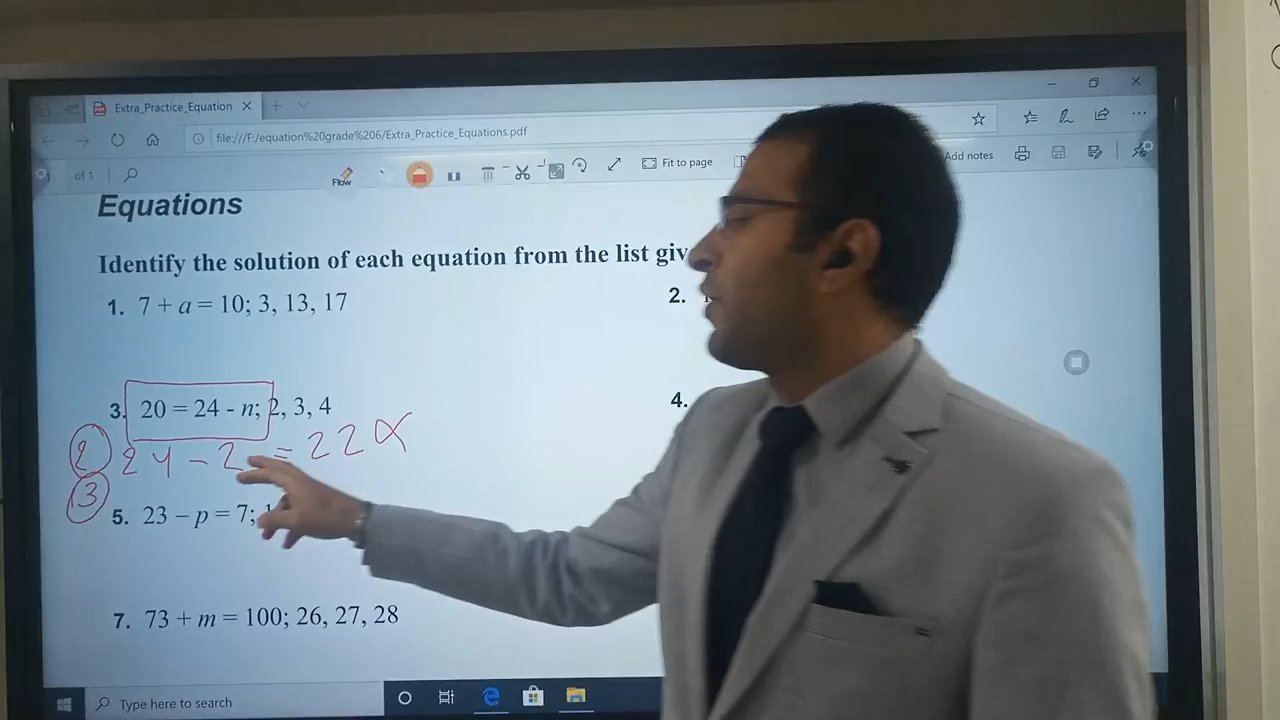 Extra_Practice_Equation
file:///F:/equation%20grade%206/Extra_Practice_Equations.pdf
of 1
Flow
Fit to page
Add notes
Equations
Identify the solution of each equation from the list giv
1. 7 + a = 10; 3, 13, 17
2.
3. 20 = 24 - n; 2, 3, 4
4.
2 24 - 2 = 22 X
3
5. 23 – p = 7;
7. 73 + m = 100; 26, 27, 28
Type here to search